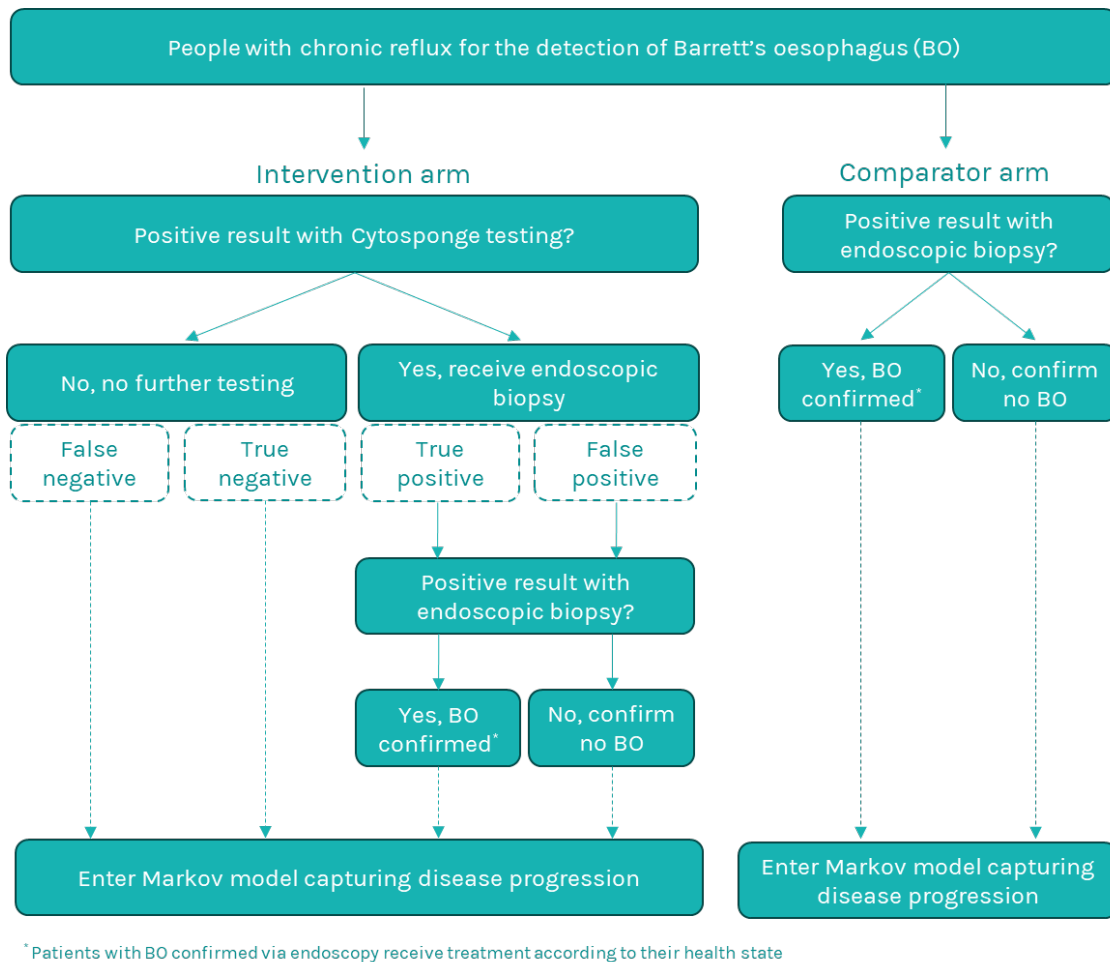 People with chronic reflux for the detection of Barrett's oesophagus (BO)
Intervention arm
Comparator arm
Positive result with Cytosponge testing?
Positive result with
endoscopic biopsy?
No, no further testing
Yes, receive endoscopic
biopsy
Yes, BO
confirmed*
No, confirm
no BO
False
negative
True
negative
True
positive
False
positive
Positive result with
endoscopic biopsy?
Yes, BO
confirmed*
No, confirm
no BO
Enter Markov model capturing disease progression
Enter Markov model capturing
disease progression
* Patients with BO confirmed via endoscopy receive treatment according to their health state